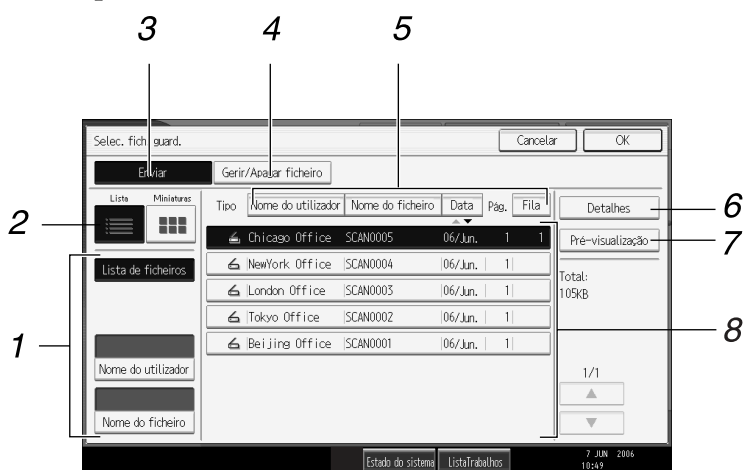 3 4 5
Selec. fich. guard. Cancelar OK
Enviar Gerir/Apagar ficheiro
Lista Miniaturas Tipo Nome do utilizador Nome do ficheiro Data Pág. Fila Detalhes 6
2
Chicago Office SCAN0005 06/Jun. 1 1 Pré-visualização 7
Lista de ficheiros NewYork Office SCAN0004 06/Jun. 1 Total:
London Office SCAN0003 06/Jun. 1 105KB
Tokyo Office SCAN0002 06/Jun. 1
1 Beijing Office SCAN0001 06/Jun. 1 8
Nome do utilizador 1/1
Nome do ficheiro
Estado do sistema ListaTrabalhos 7 JUN 2006
10:49